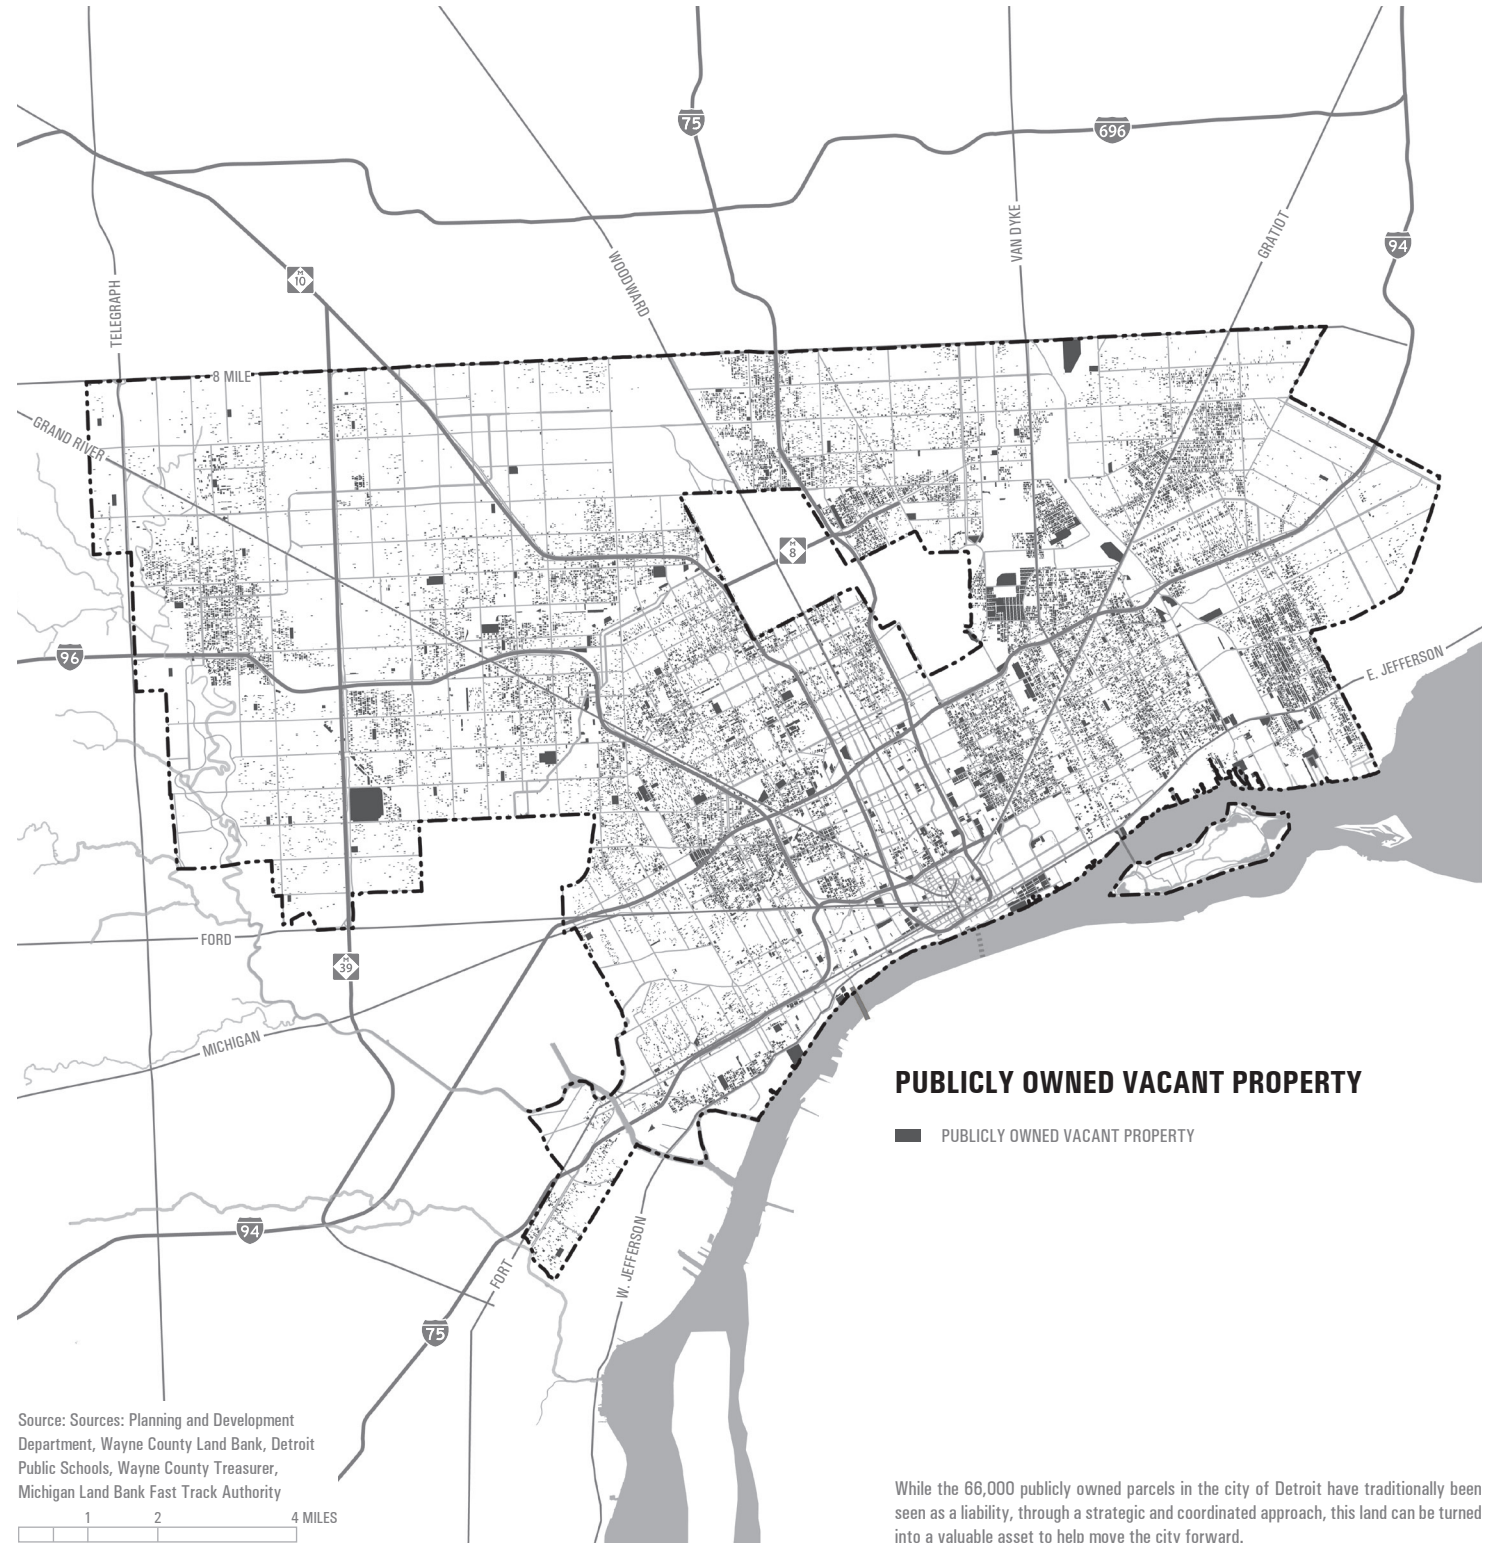 75
696
VAN DYKE
GRATIOT
94
WOODWARD
M
10
TELEGRAPH
8 MILE
GRAND RIVER
M
8
96
E. JEFFERSON
FORD
M
39
MICHIGAN
PUBLICLY OWNED VACANT PROPERTY
PUBLICLY OWNED VACANT PROPERTY
94
FORT
W. JEFFERSON
75
Source: Sources: Planning and Development
Department, Wayne County Land Bank, Detroit
Public Schools, Wayne County Treasurer,
Michigan Land Bank Fast Track Authority
1 2 4 MILES
While the 66,000 publicly owned parcels in the city of Detroit have traditionally been
seen as a liability, through a strategic and coordinated approach, this land can be turned
into a valuable asset to help move the city forward.